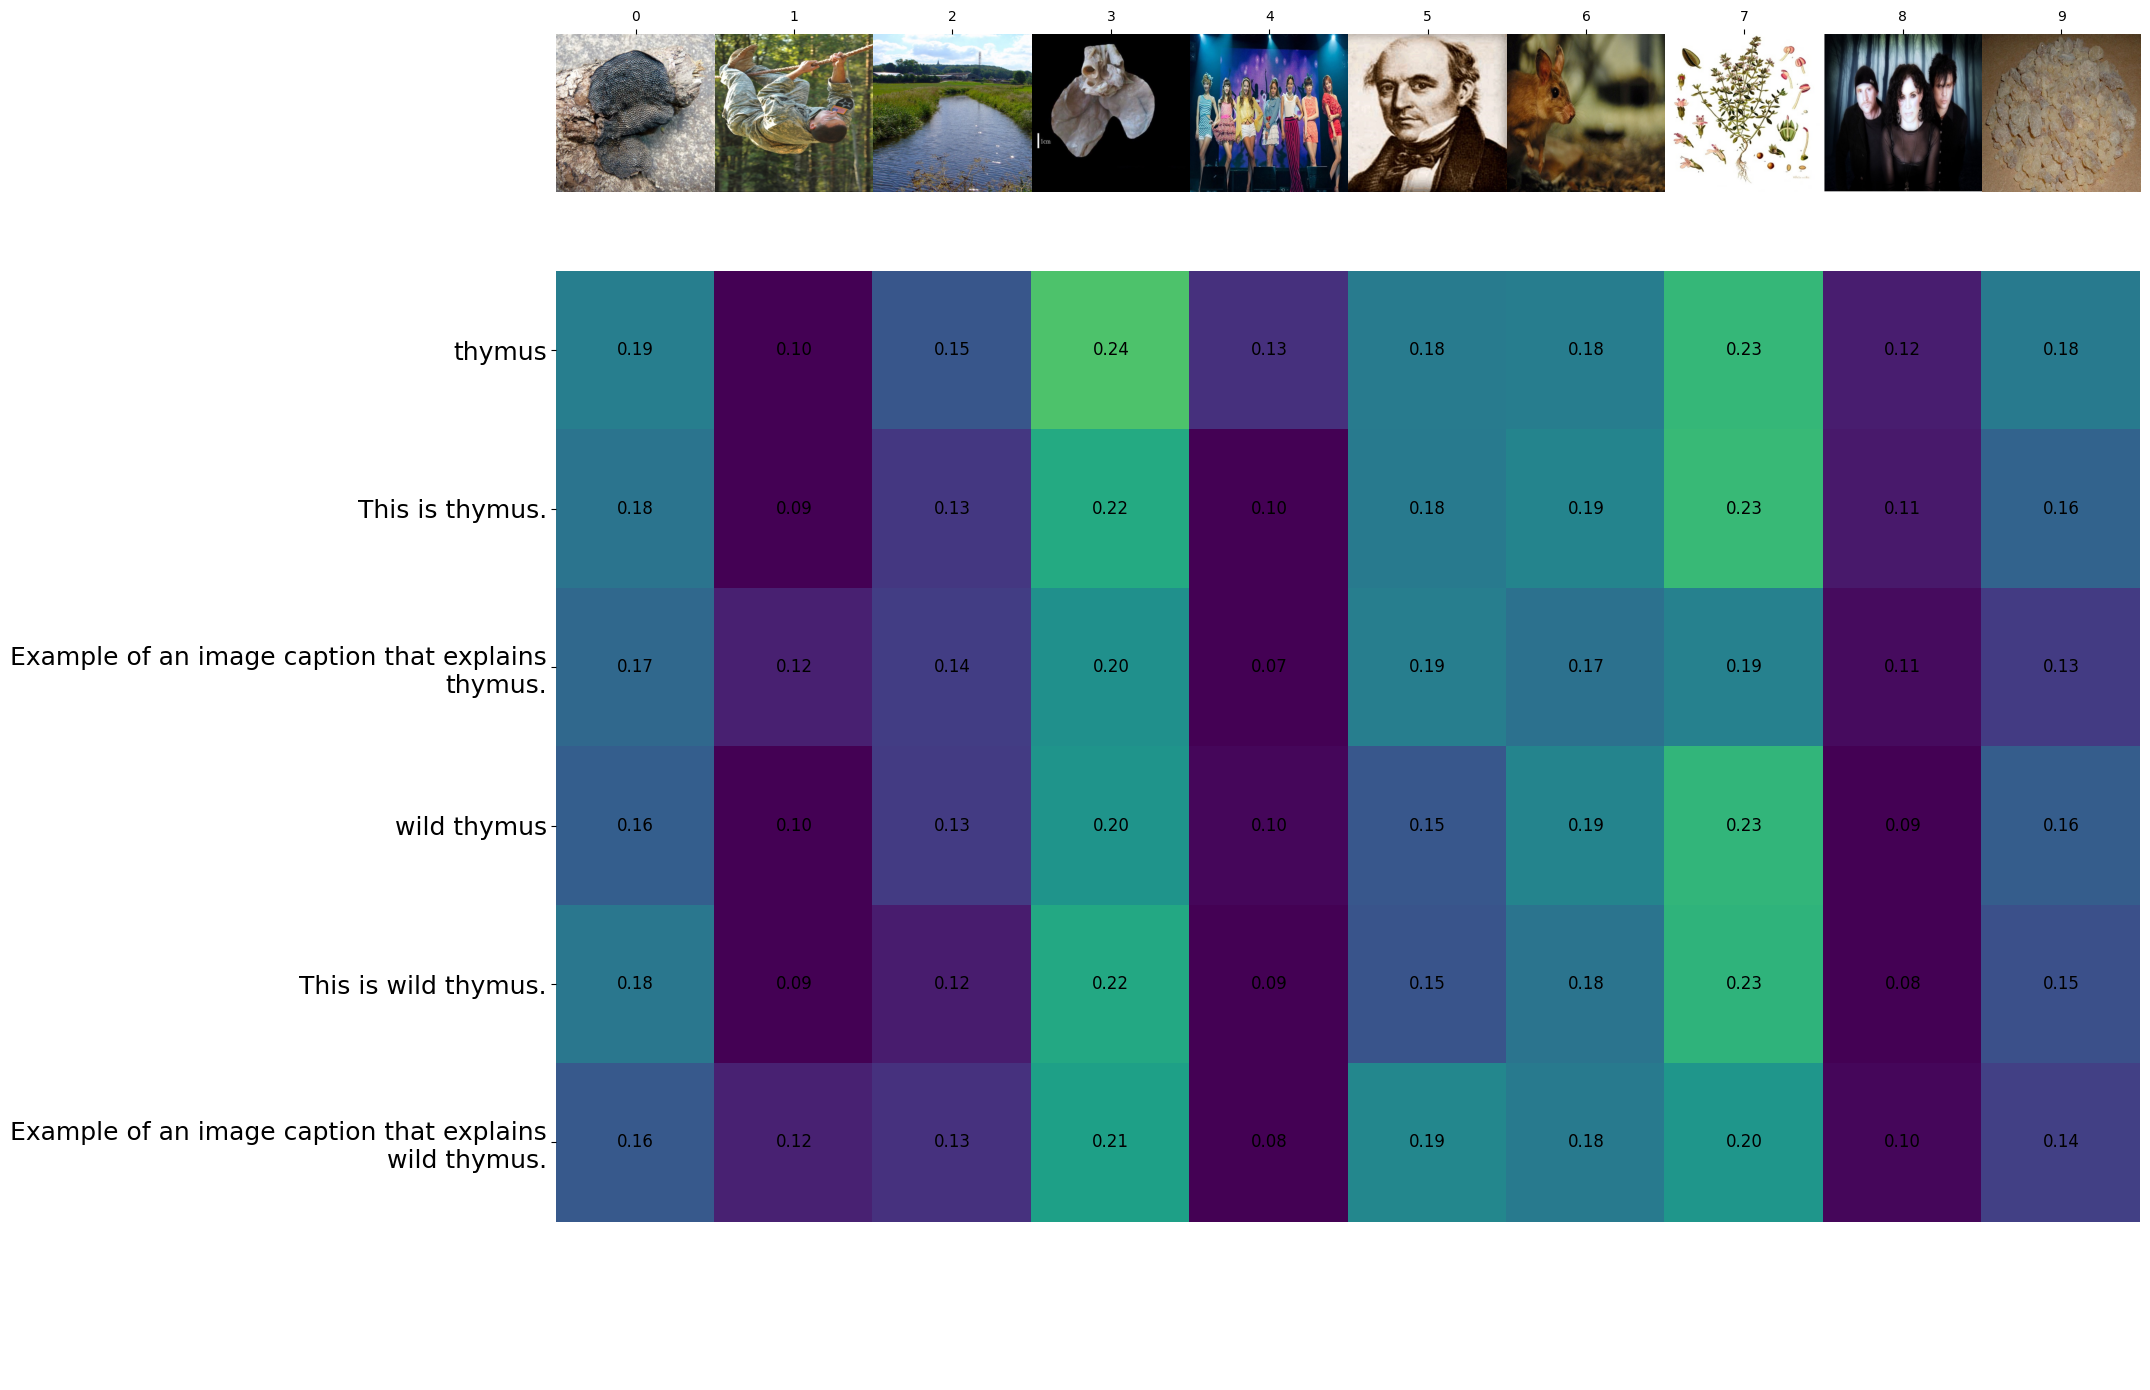 0 1 2 3 4 5 6 7 8 9
1cm
thymus 0.19 0.10 0.15 0.24 0.13 0.18 0.18 0.23 0.12 0.18
This is thymus. 0.18 0.09 0.13 0.22 0.10 0.18 0.19 0.23 0.11 0.16
Example of an image caption that explains
thymus. 0.17 0.12 0.14 0.20 0.07 0.19 0.17 0.19 0.11 0.13
wild thymus 0.16 0.10 0.13 0.20 0.10 0.15 0.19 0.23 0.09 0.16
This is wild thymus. 0.18 0.09 0.12 0.22 0.09 0.15 0.18 0.23 0.08 0.15
Example of an image caption that explains
wild thymus. 0.16 0.12 0.13 0.21 0.08 0.19 0.18 0.20 0.10 0.14